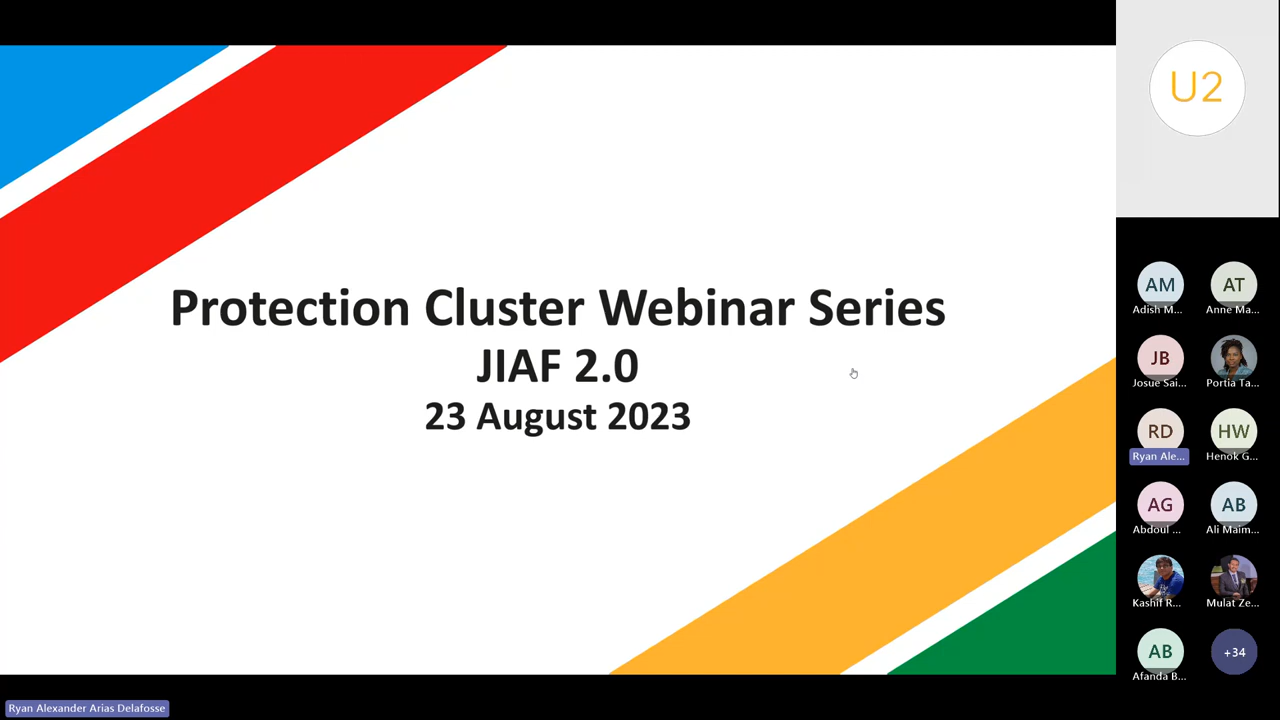 Protection Cluster Webinar Series
JIAF 2.0
23 August 2023
U2
AM
Adish M...
AT
Anne Ma...
JB
Josue Sai...
Portia Ta...
RD
Ryan Ale...
HW
Henok G...
AG
Abdoul ...
AB
Ali Maim...
Kashif R...
Mulat Ze...
AB
Afanda B...
+34
Ryan Alexander Arias Delafosse